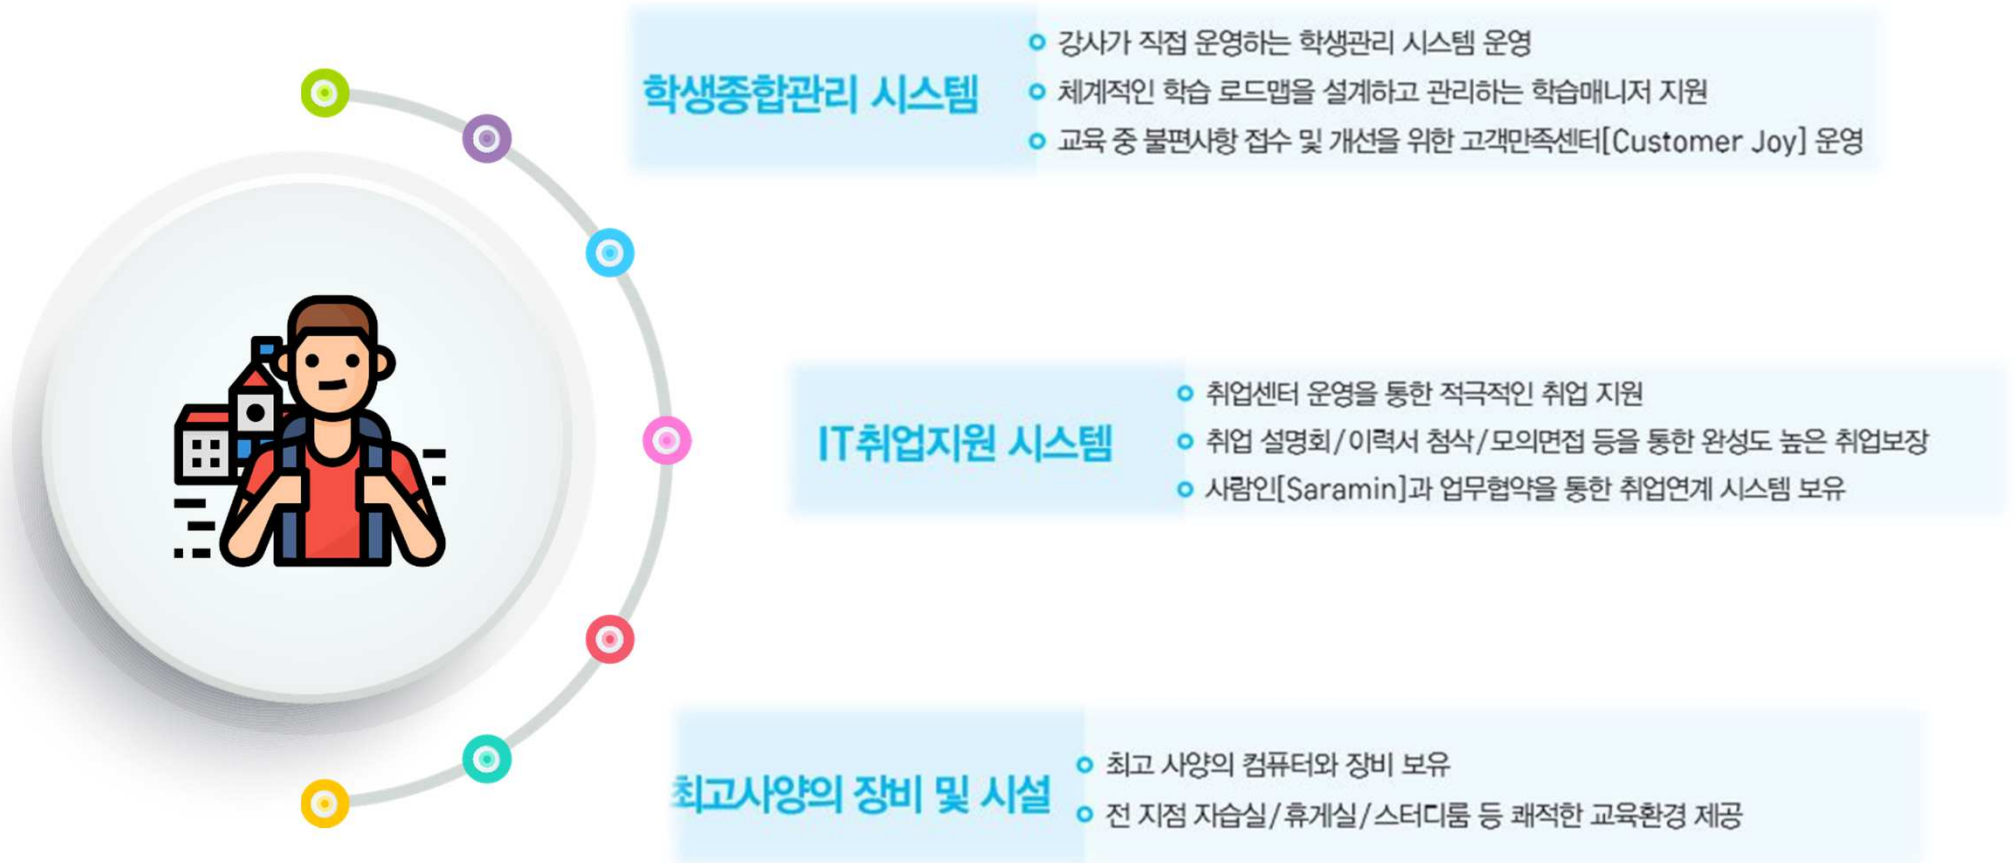 학생종합관리 시스템
강사가 직접 운영하는 학생관리 시스템 운영
체계적인 학습 로드맵을 설계하고 관리하는 학습매니저 지원
교육 중 불편사항 접수 및 개선을 위한 고객만족센터[Customer Joy] 운영
IT취업지원 시스템
취업센터 운영을 통한 적극적인 취업 지원
취업 설명회/이력서 첨삭/모의면접 등을 통한 완성도 높은 취업보장
사람인[Saramin]과 업무협약을 통한 취업연계 시스템 보유
최고사양의 장비 및 시설
최고 사양의 컴퓨터와 장비 보유
전 지점 자습실/휴게실/스터디룸 등 쾌적한 교육환경 제공